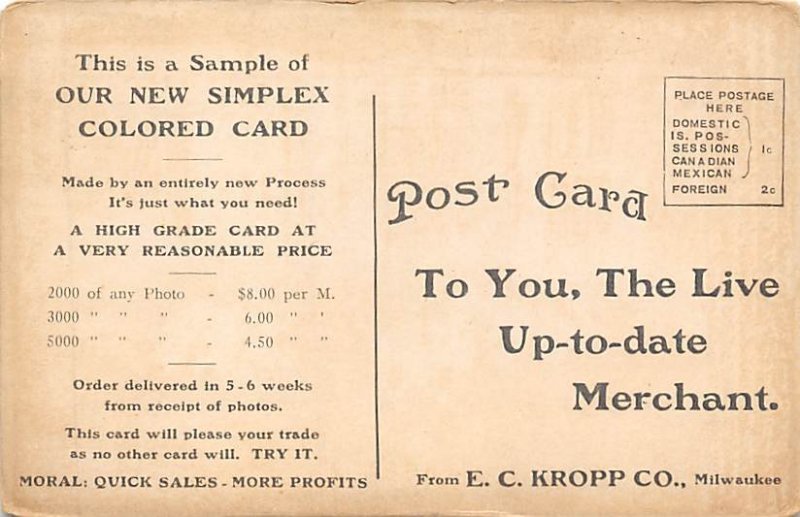 This is a Sample of
OUR NEW SIMPLEX
COLORED CARD
Made by an entirely new Process
It's just what you need!
A HIGH GRADE CARD AT
A VERY REASONABLE PRICE
2000 of any Photo - $8.00 per M.
3000 " " " - 6.00 " '
5000 " " " - 4.50 " "
Order delivered in 5-6 weeks
from receipt of photos.
This card will please your trade
as no other card will. TRY IT.
MORAL: QUICK SALES - MORE PROFITS
PLACE POSTAGE
HERE
DOMESTIC
IS. POS-
SESSIONS 1c
CANADIAN
MEXICAN
FOREIGN 2c
Post Card
To You, The Live
Up-to-date
Merchant.
From E. C. KROPP CO., Milwaukee